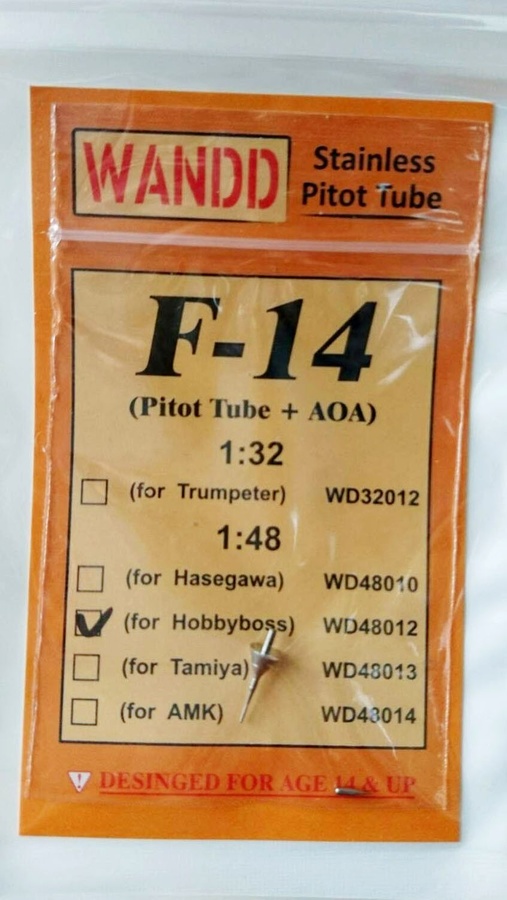 WANDD
Stainless
Pitot Tube
F-14
(Pitot Tube + AOA)
1:32
(for Trumpeter) WD32012
1:48
(for Hasegawa) WD48010
(for Hobbyboss) WD48012
(for Tamiya) WD48013
(for AMK) WD48014
DESINGED FOR AGE 14 & UP